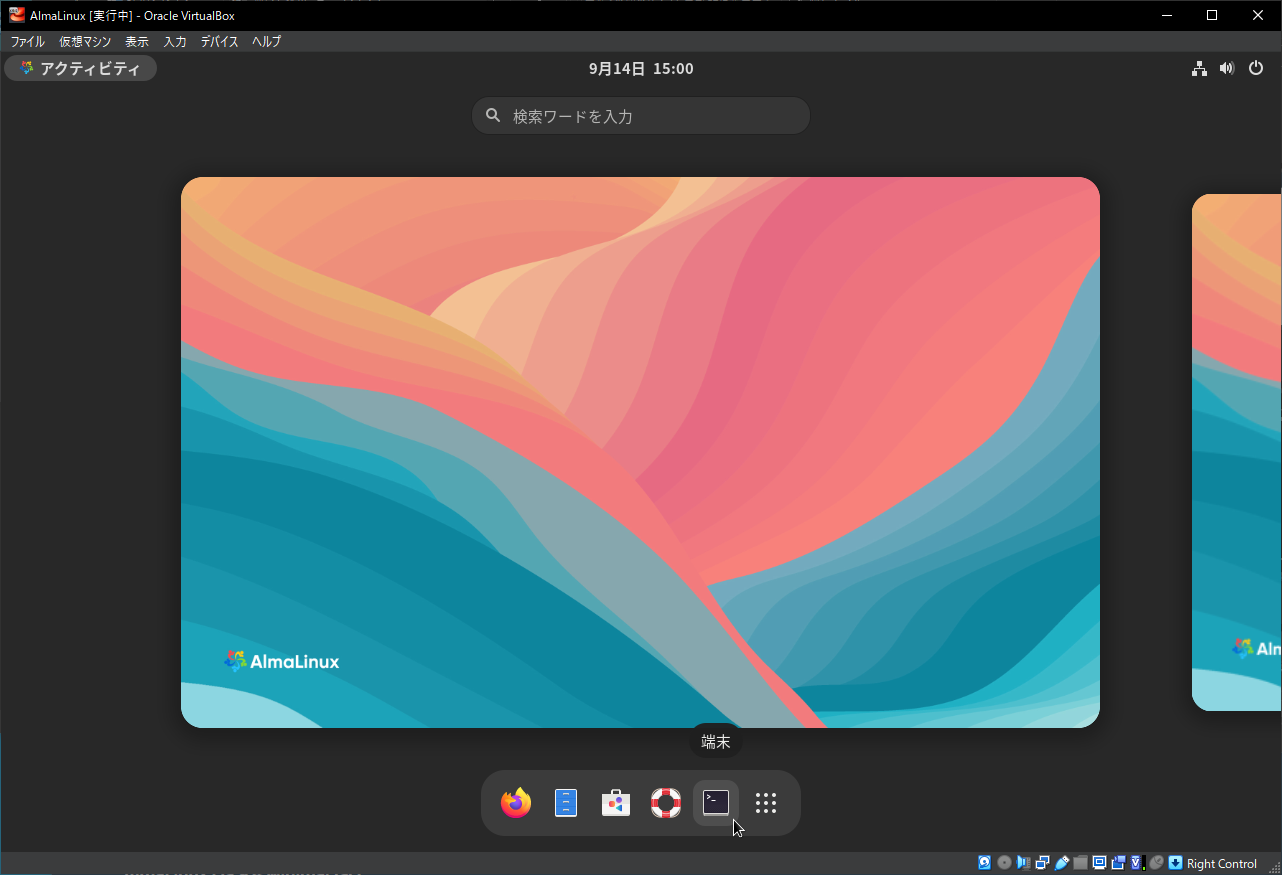 AlmaLinux [実行中] - Oracle VirtualBox
ファイル 仮想マシン 表示 入力 デバイス ヘルプ
アクティビティ 9月14日 15:00
検索ワードを入力
AlmaLinux
Alm
端末
Right Control